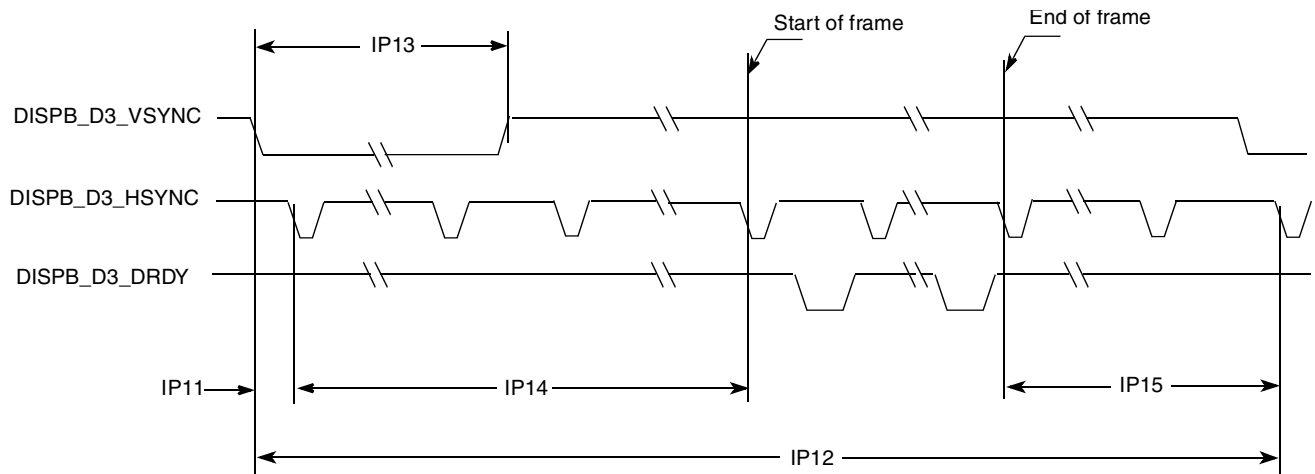 Start of frame
End of frame
IP13
DISPB_D3_VSYNC
DISPB_D3_HSYNC
DISPB_D3_DRDY
IP11
IP14
IP15
IP12